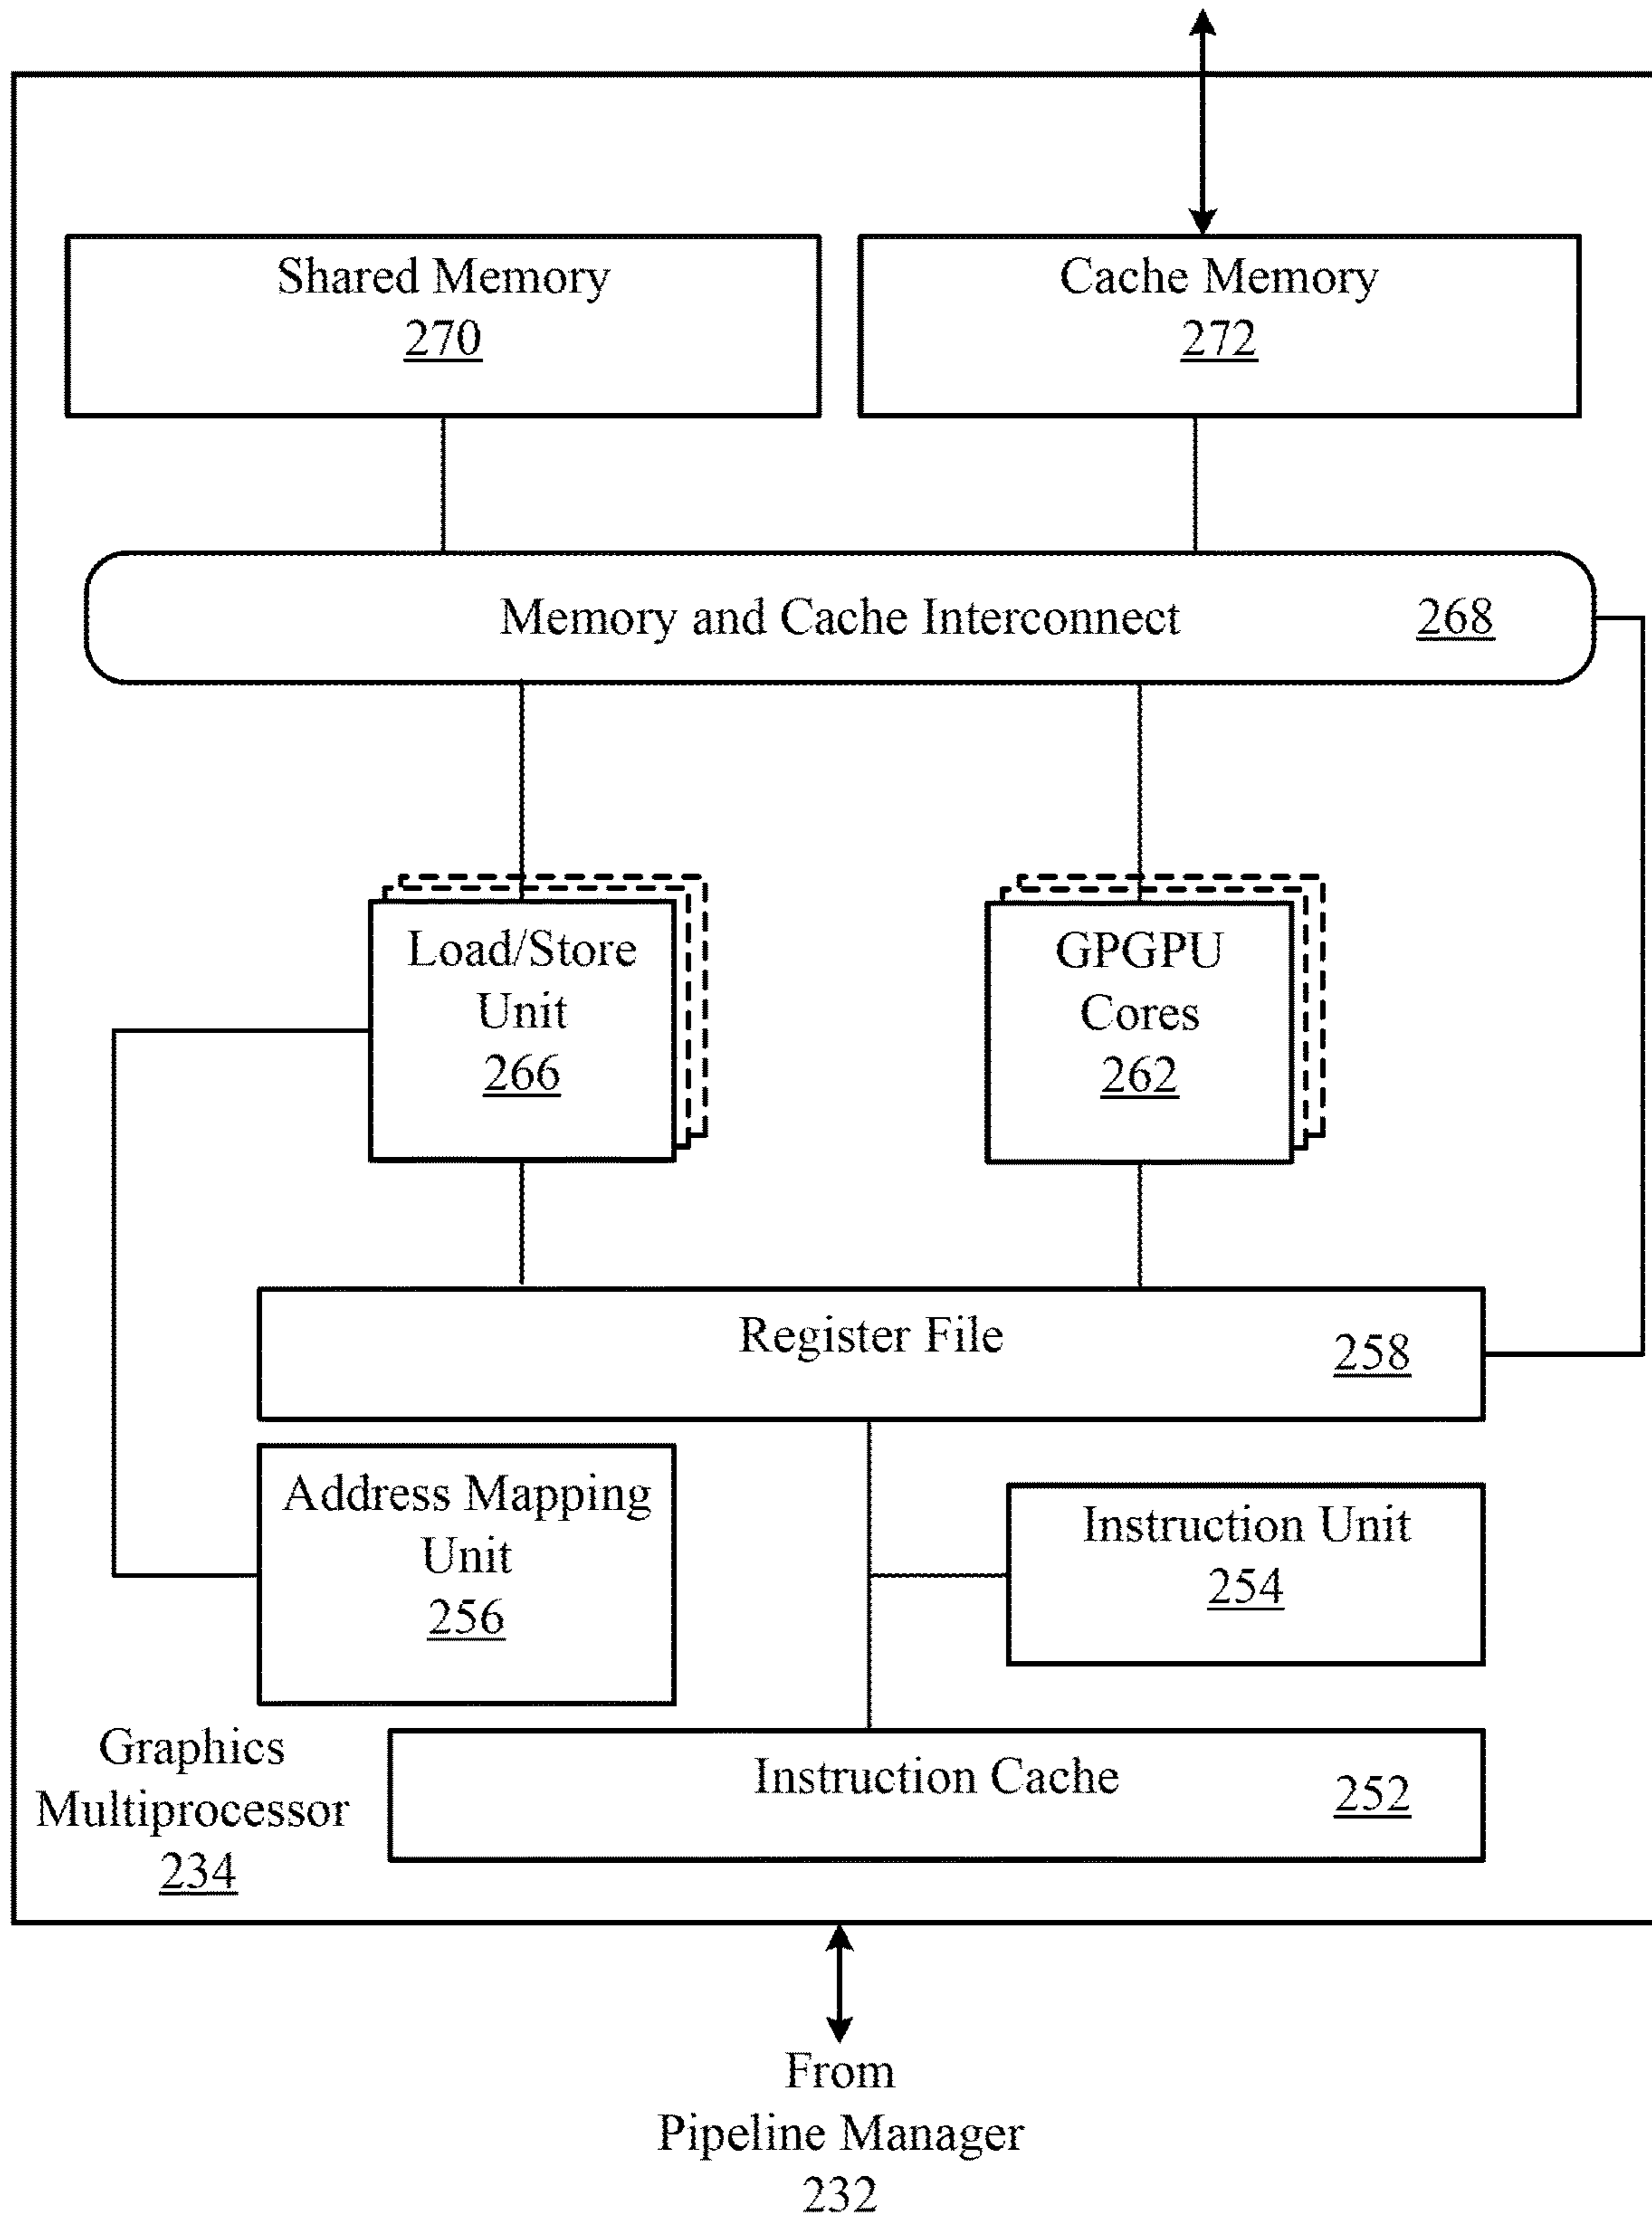 Shared Memory
270
Cache Memory
272
Memory and Cache Interconnect 268
Load/Store
Unit
266
GPGPU
Cores
262
Register File 258
Address Mapping
Unit
256
Instruction Unit
254
Graphics
Multiprocessor
234
Instruction Cache 252
From
Pipeline Manager
232